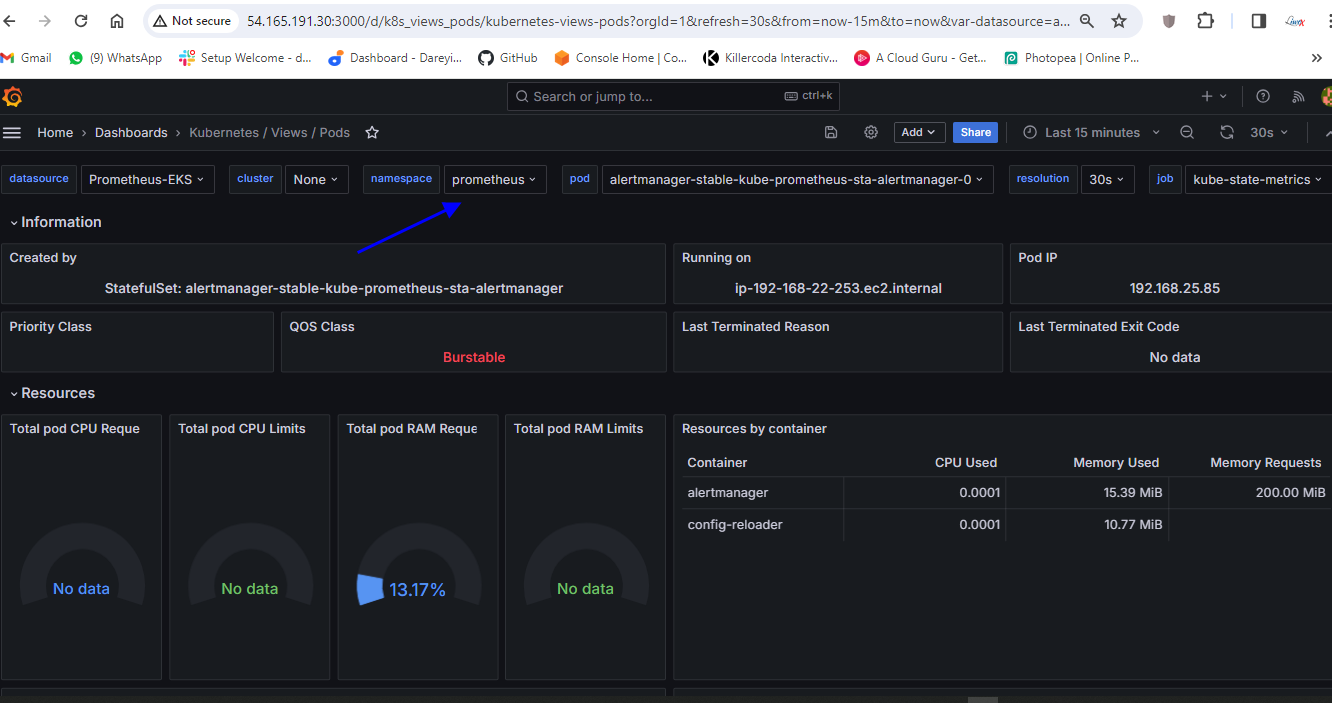 Not secure
54.165.191.30:3000/d/k8s_views_pods/kubernetes-views-pods?orgId=1&refresh=30s&from=now-15m&to=now&var-datasource=a...
Gmail
(9) WhatsApp
Setup Welcome - d...
Dashboard - Dareyi...
GitHub
Console Home | Co...
Killercoda Interactiv...
A Cloud Guru - Get...
Photopea | Online P...
Search or jump to...
ctrl+k
Home
Dashboards
Kubernetes / Views / Pods
Add
Share
Last 15 minutes
30s
datasource
Prometheus-EKS
cluster
None
namespace
prometheus
pod
alertmanager-stable-kube-prometheus-sta-alertmanager-0
resolution
30s
job
kube-state-metrics
Information
Created by
StatefulSet: alertmanager-stable-kube-prometheus-sta-alertmanager
Running on
ip-192-168-22-253.ec2.internal
Pod IP
192.168.25.85
Priority Class
QOS Class
Burstable
Last Terminated Reason
Last Terminated Exit Code
No data
Resources
Total pod CPU Reque
No data
Total pod CPU Limits
No data
Total pod RAM Reque
13.17%
Total pod RAM Limits
No data
Resources by container
Container CPU Used Memory Used Memory Requests
alertmanager 0.0001 15.39 MiB 200.00 MiB
config-reloader 0.0001 10.77 MiB